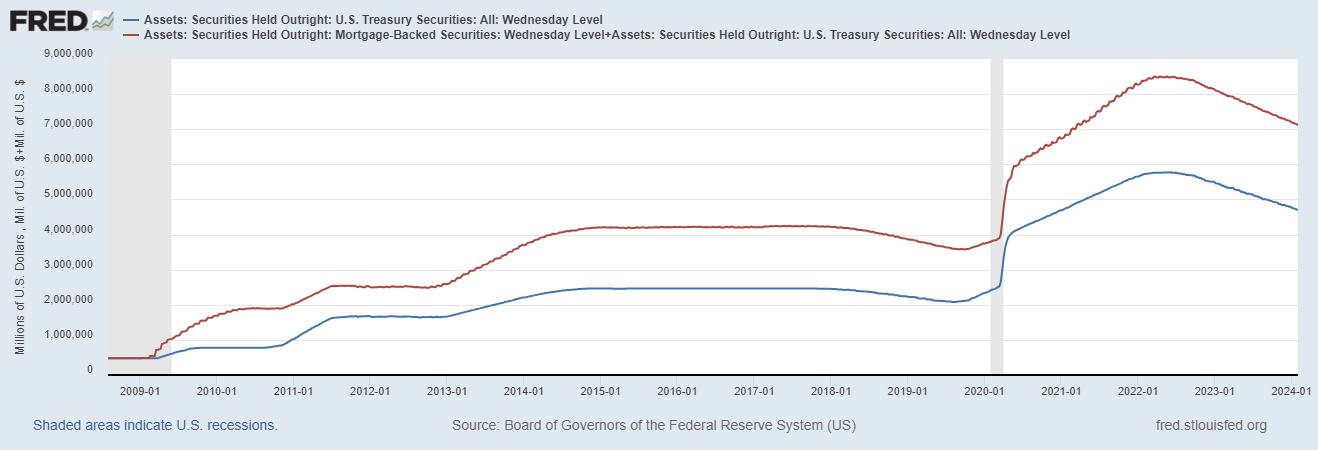 FRED
Assets: Securities Held Outright: U.S. Treasury Securities: All: Wednesday Level
Assets: Securities Held Outright: Mortgage-Backed Securities: Wednesday Level+Assets: Securities Held Outright: U.S. Treasury Securities: All: Wednesday Level
Millions of U.S. Dollars , Mil. of U.S. $+Mil. of U.S. $
9,000,000
8,000,000
7,000,000
6,000,000
5,000,000
4,000,000
3,000,000
2,000,000
1,000,000
0
2009-01 2010-01 2011-01 2012-01 2013-01 2014-01 2015-01 2016-01 2017-01 2018-01 2019-01 2020-01 2021-01 2022-01 2023-01 2024-01
Shaded areas indicate U.S. recessions. Source: Board of Governors of the Federal Reserve System (US) fred.stlouisfed.org